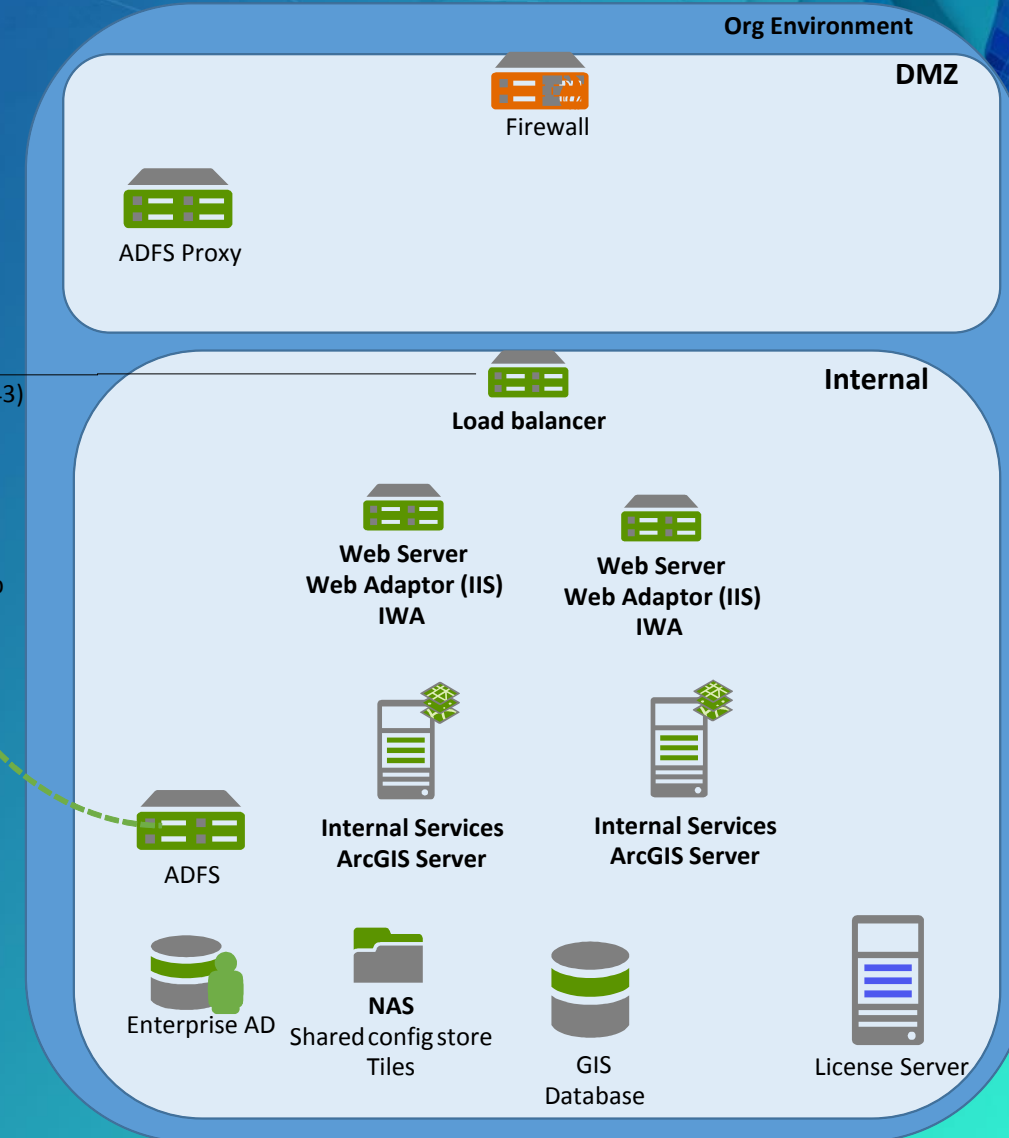 Org Environment
DMZ
Firewall
ADFS Proxy
Internal
3)
Load balancer
Web Server
Web Adaptor (IIS)
IWA
Web Server
Web Adaptor (IIS)
IWA
Internal Services
ArcGIS Server
Internal Services
ArcGIS Server
ADFS
Enterprise AD
NAS
Shared config store
Tiles
GIS
Database
License Server